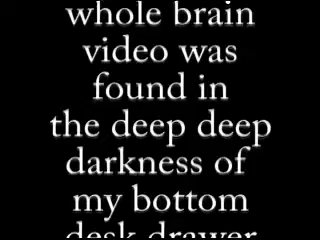 whole brain
video was
found in
the deep deep
darkness of
my bottom
desk drawer